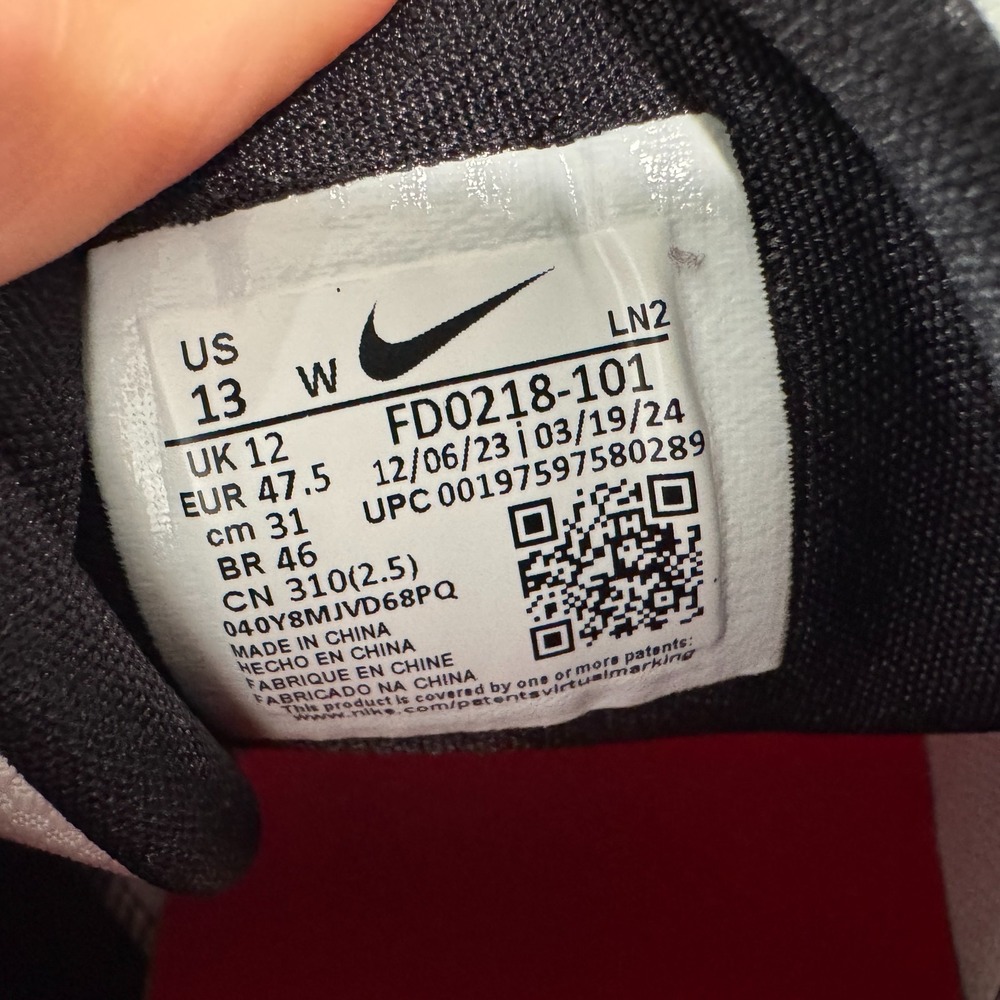 US
13 W
LN2
UK 12
EUR 47.5
cm 31
BR 46
CN 310(2.5)
FD0218-101
12/06/23 | 03/19/24
UPC 00197597580289
040Y8MJVD68PQ
MADE IN CHINA
HECHO EN CHINA
FABRIQUE EN CHINE
FABRICADO NA CHINA
This product is covered by one or more patents:
www.nike.com/patentsvirtualmarking